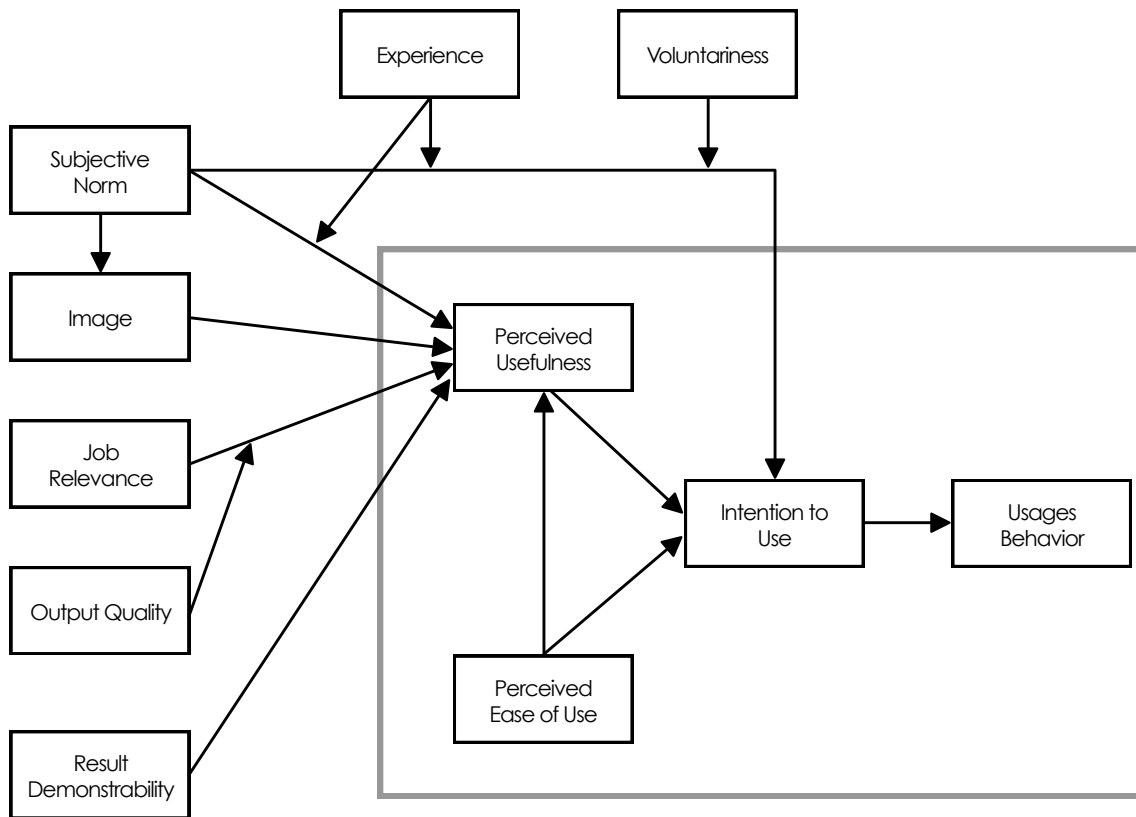 Experience
Voluntariness
Subjective
Norm
Image
Perceived
Usefulness
Job
Relevance
Intention to
Use
Usages
Behavior
Output Quality
Perceived
Ease of Use
Result
Demonstrability